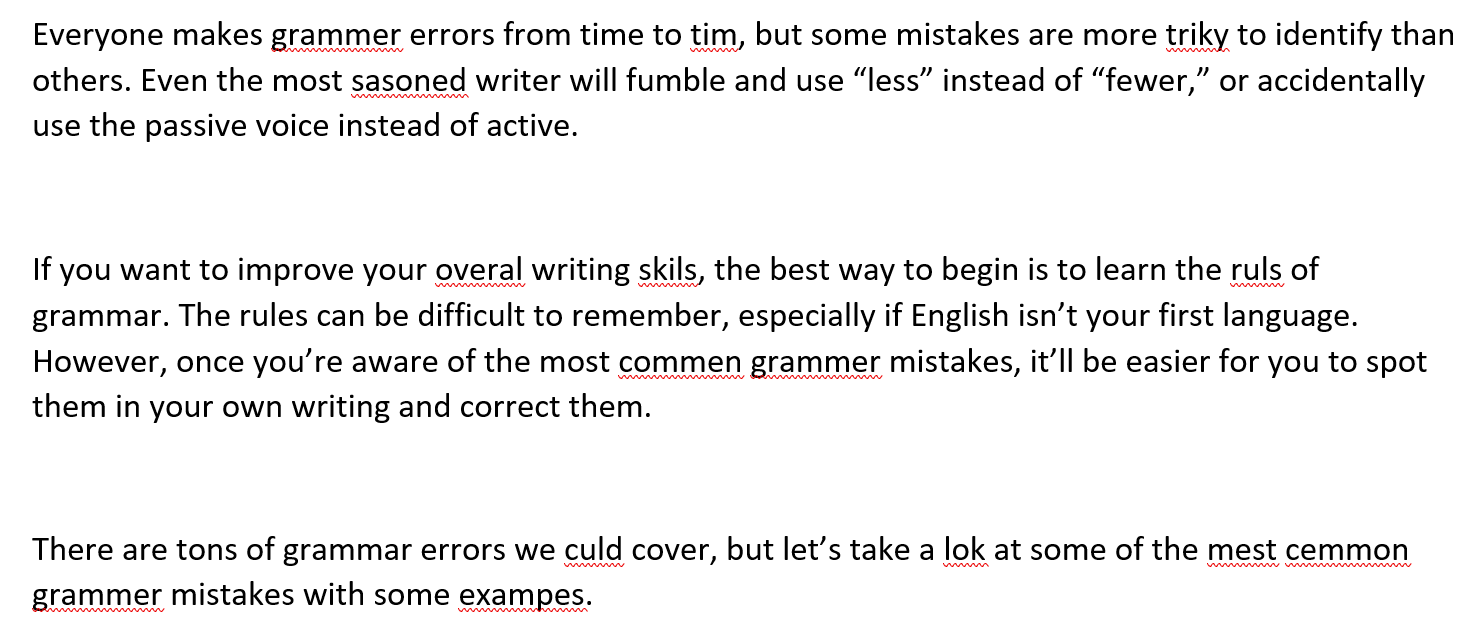 Everyone makes grammer errors from time to tim, but some mistakes are more triky to identify than
others. Even the most sasoned writer will fumble and use “less” instead of “fewer,” or accidentally
use the passive voice instead of active.
If you want to improve your overal writing skils, the best way to begin is to learn the ruls of
grammar. The rules can be difficult to remember, especially if English isn’t your first language.
However, once you’re aware of the most commen grammer mistakes, it’ll be easier for you to spot
them in your own writing and correct them.
There are tons of grammar errors we culd cover, but let’s take a lok at some of the mest cemmon
grammer mistakes with some exampes.